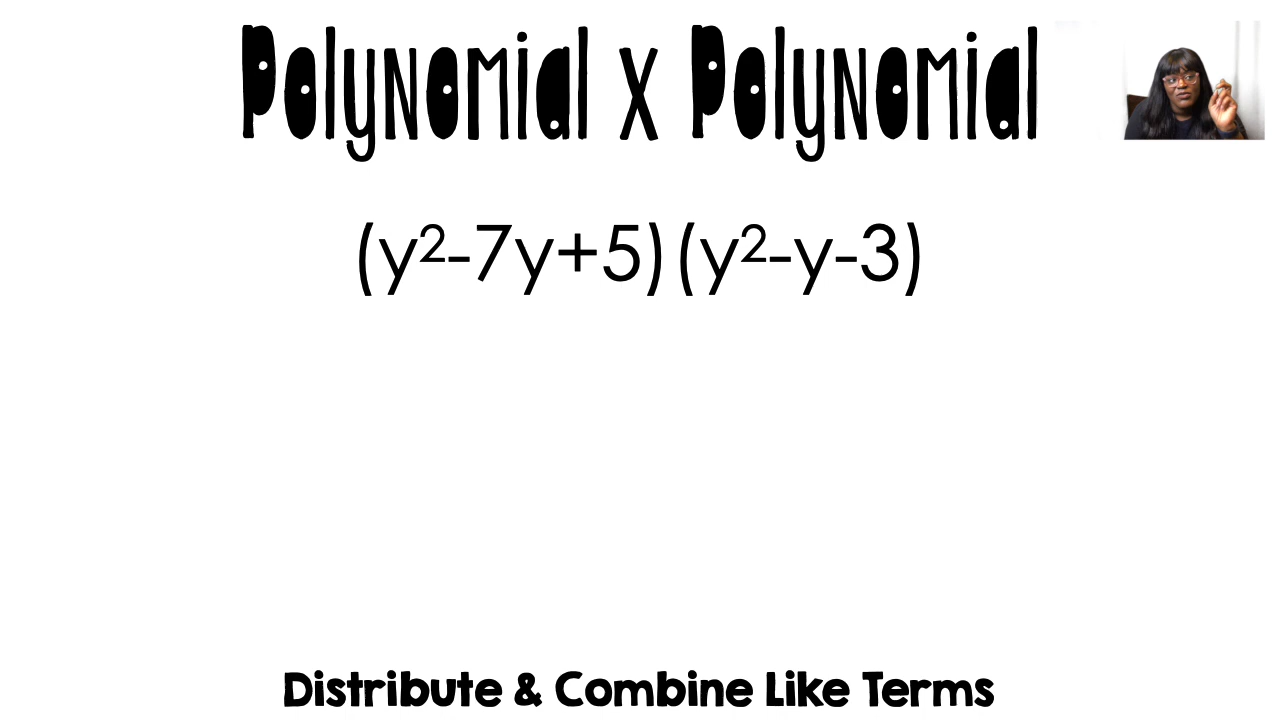 Polynomial x Polynomial
(y²-7y+5)(y²-y-3)
Distribute & Combine Like Terms